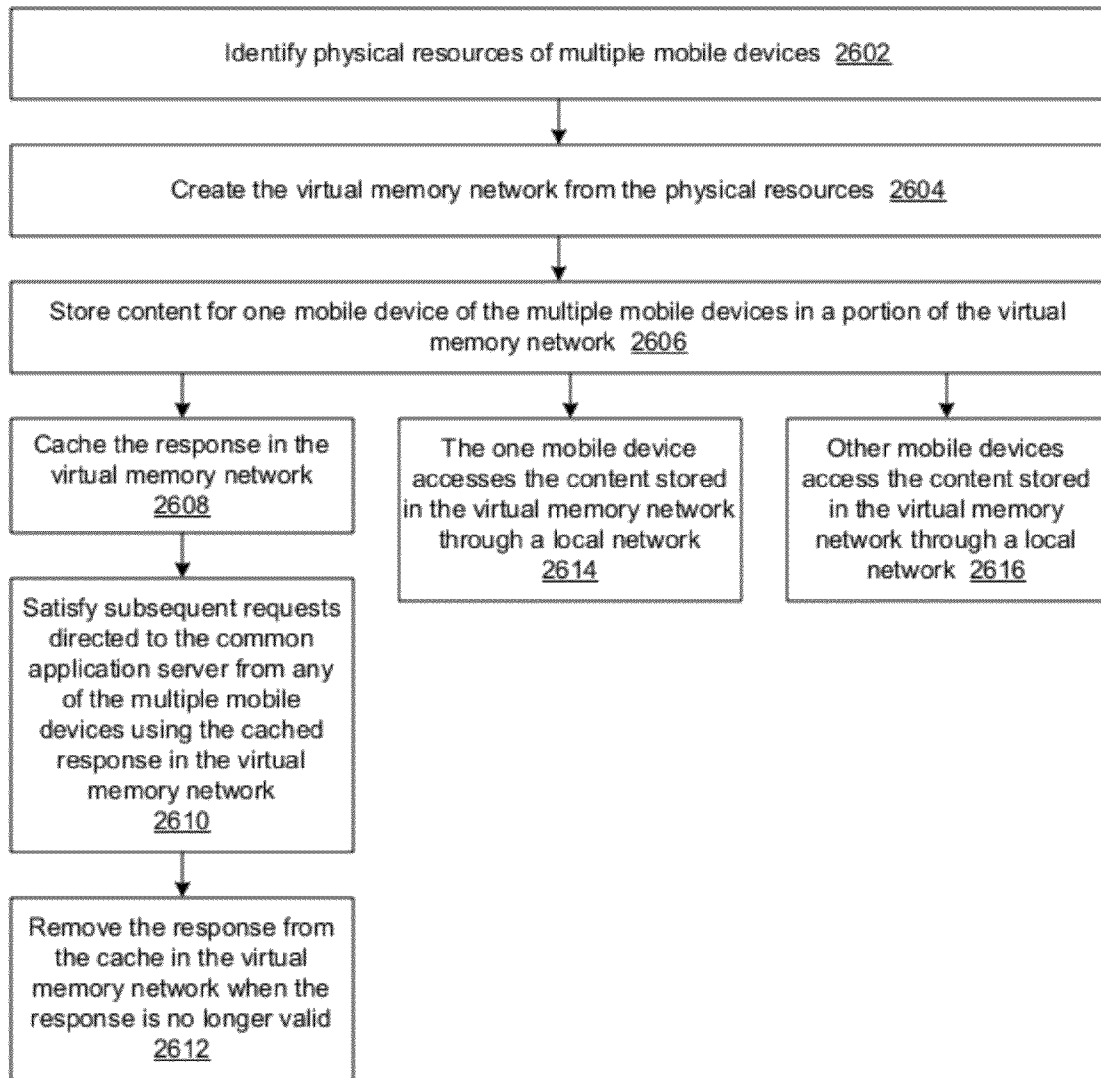 Identify physical resources of multiple mobile devices 2602
Create the virtual memory network from the physical resources 2604
Store content for one mobile device of the multiple mobile devices in a portion of the virtual
memory network 2606
Cache the response in the
virtual memory network
2608
The one mobile device
accesses the content stored
in the virtual memory network
through a local network
2614
Other mobile devices
access the content stored
in the virtual memory
network through a local
network 2616
Satisfy subsequent requests
directed to the common
application server from any
of the multiple mobile
devices using the cached
response in the virtual
memory network
2610
Remove the response from
the cache in the virtual
memory network when the
response is no longer valid
2612